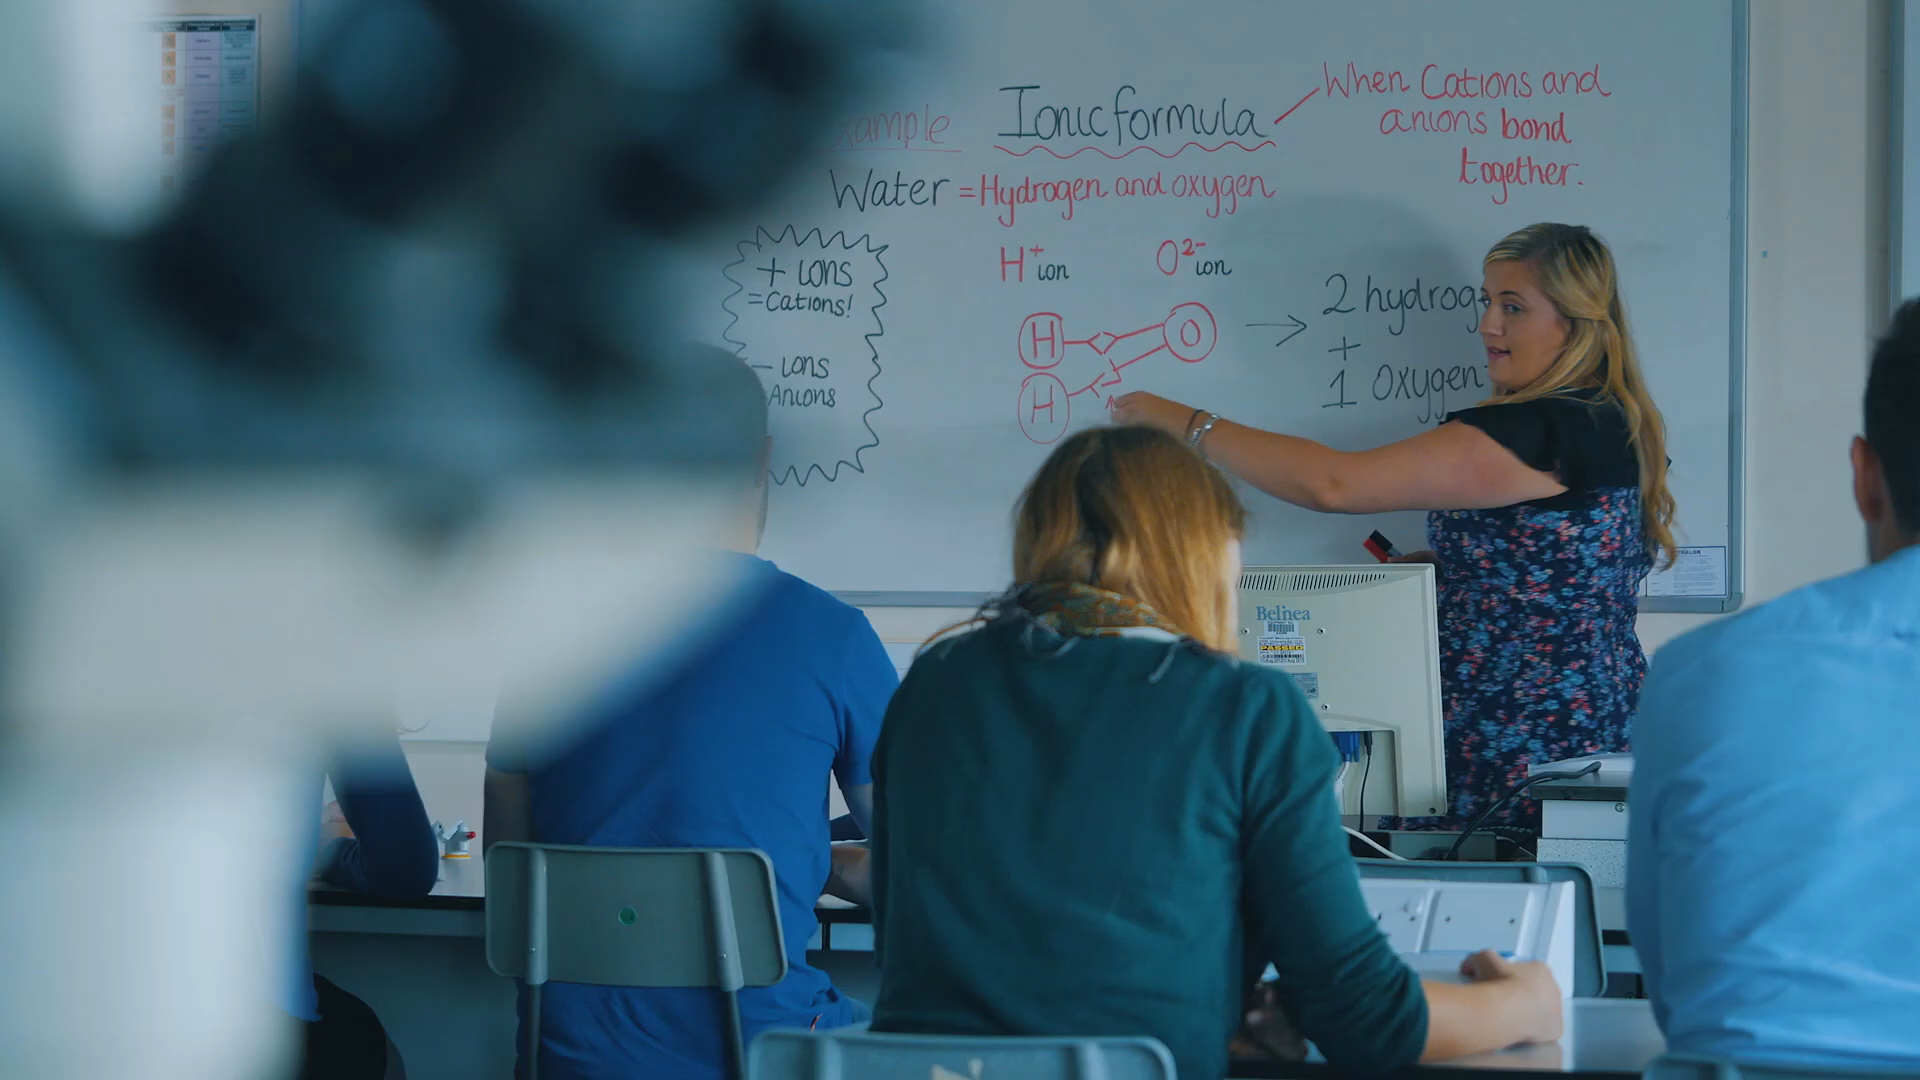 Example
Ionic formula
When Cations and
anions bond
together.
Water = Hydrogen and oxygen
+ ions
= Cations!
- ions
Anions
H+ ion
O2- ion
H
O
H
→ 2 hydrog
+
1 Oxygen
Belinea
PASSED